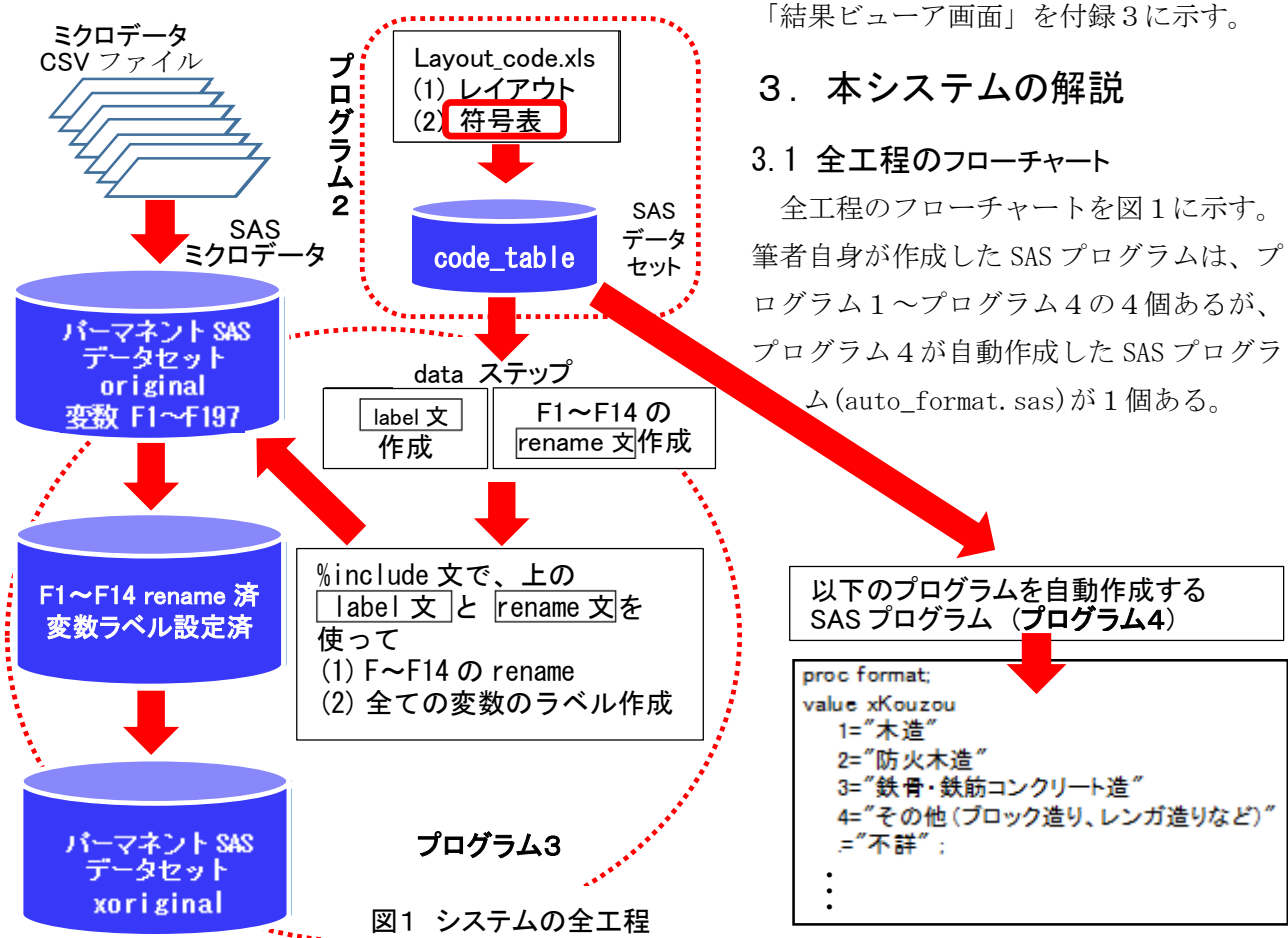 ミクロデータ
CSV ファイル
SAS
ミクロデータ
パーマネント SAS
データセット
original
変数 F1～F197
F1～F14 rename 済
変数ラベル設定済
パーマネント SAS
データセット
xoriginal
プログラム２
Layout_code.xls
(1) レイアウト
(2) 符号表
code_table
SAS
データ
セット
data ステップ
label 文
作成
F1～F14 の
rename 文作成
%include 文で、上の
label 文 と rename 文を
使って
(1) F～F14 の rename
(2) 全ての変数のラベル作成
プログラム３
図１ システムの全工程
「結果ビューア画面」を付録３に示す。
３．本システムの解説
3.1 全工程のフローチャート
全工程のフローチャートを図１に示す。
筆者自身が作成した SAS プログラムは、プ
ログラム１～プログラム４の４個あるが、
プログラム４が自動作成した SAS プログラ
ム(auto_format.sas)が１個ある。
以下のプログラムを自動作成する
SAS プログラム （プログラム4）
proc format;
value xKouzou
1="木造"
2="防火木造"
3="鉄骨・鉄筋コンクリート造"
4="その他(ブロック造り、レンガ造りなど)"
.="不詳" ;
・
・
・